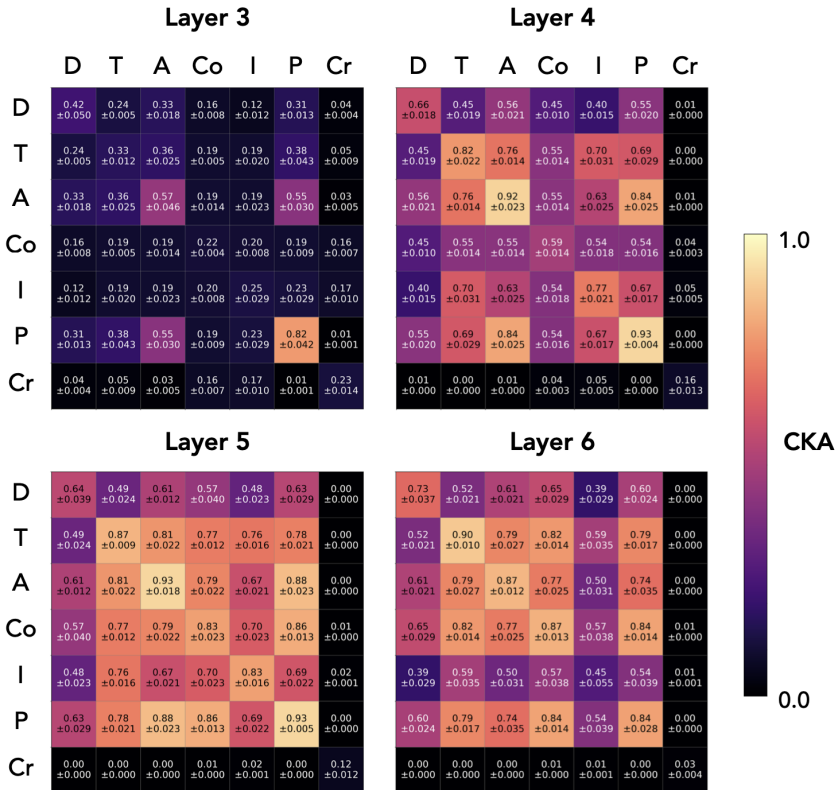 Layer 3 Layer 4
D T A Co I P Cr D T A Co I P Cr
D 0.42 0.24 0.33 0.16 0.12 0.31 0.04 0.66 0.45 0.56 0.45 0.40 0.55 0.01
±0.050 ±0.005 ±0.018 ±0.008 ±0.012 ±0.013 ±0.004 ±0.018 ±0.019 ±0.021 ±0.010 ±0.015 ±0.020 ±0.000
T 0.24 0.33 0.36 0.19 0.19 0.38 0.05 0.45 0.82 0.76 0.55 0.70 0.69 0.00
±0.005 ±0.012 ±0.025 ±0.005 ±0.020 ±0.043 ±0.009 ±0.019 ±0.022 ±0.014 ±0.014 ±0.031 ±0.029 ±0.000
A 0.33 0.36 0.57 0.19 0.19 0.55 0.03 0.56 0.76 0.92 0.55 0.63 0.84 0.01
±0.018 ±0.025 ±0.046 ±0.014 ±0.023 ±0.030 ±0.005 ±0.021 ±0.014 ±0.023 ±0.014 ±0.025 ±0.025 ±0.000
Co 0.16 0.19 0.19 0.22 0.20 0.19 0.16 0.45 0.55 0.55 0.59 0.54 0.54 0.04
±0.008 ±0.005 ±0.014 ±0.004 ±0.008 ±0.009 ±0.007 ±0.010 ±0.014 ±0.014 ±0.014 ±0.018 ±0.016 ±0.003
I 0.12 0.19 0.19 0.20 0.25 0.23 0.17 0.40 0.70 0.63 0.54 0.77 0.67 0.05
±0.012 ±0.020 ±0.023 ±0.008 ±0.029 ±0.029 ±0.010 ±0.015 ±0.031 ±0.025 ±0.018 ±0.021 ±0.017 ±0.005
P 0.31 0.38 0.55 0.19 0.23 0.82 0.01 0.55 0.69 0.84 0.54 0.67 0.93 0.00
±0.013 ±0.043 ±0.030 ±0.009 ±0.029 ±0.042 ±0.001 ±0.020 ±0.029 ±0.025 ±0.016 ±0.017 ±0.004 ±0.000
Cr 0.04 0.05 0.03 0.16 0.17 0.01 0.23 0.01 0.00 0.01 0.04 0.05 0.00 0.16
±0.004 ±0.009 ±0.005 ±0.007 ±0.010 ±0.001 ±0.014 ±0.000 ±0.000 ±0.000 ±0.003 ±0.005 ±0.000 ±0.013
Layer 5 Layer 6
D 0.64 0.49 0.61 0.57 0.48 0.63 0.00 0.73 0.52 0.61 0.65 0.39 0.60 0.00
±0.039 ±0.024 ±0.012 ±0.040 ±0.023 ±0.029 ±0.000 ±0.037 ±0.021 ±0.021 ±0.029 ±0.029 ±0.024 ±0.000
T 0.49 0.87 0.81 0.77 0.76 0.78 0.00 0.52 0.90 0.79 0.82 0.59 0.79 0.00
±0.024 ±0.009 ±0.022 ±0.012 ±0.016 ±0.021 ±0.000 ±0.021 ±0.010 ±0.027 ±0.014 ±0.035 ±0.017 ±0.000
A 0.61 0.81 0.93 0.79 0.67 0.88 0.00 0.61 0.79 0.87 0.77 0.50 0.74 0.00
±0.012 ±0.022 ±0.018 ±0.022 ±0.021 ±0.023 ±0.000 ±0.021 ±0.027 ±0.012 ±0.025 ±0.031 ±0.035 ±0.000
Co 0.57 0.77 0.79 0.83 0.70 0.86 0.01 0.65 0.82 0.77 0.87 0.57 0.84 0.01
±0.040 ±0.012 ±0.022 ±0.023 ±0.023 ±0.013 ±0.000 ±0.029 ±0.014 ±0.025 ±0.013 ±0.038 ±0.014 ±0.000
I 0.48 0.76 0.67 0.70 0.83 0.69 0.02 0.39 0.59 0.50 0.57 0.45 0.54 0.01
±0.023 ±0.016 ±0.021 ±0.023 ±0.016 ±0.022 ±0.001 ±0.029 ±0.035 ±0.031 ±0.038 ±0.055 ±0.039 ±0.001
P 0.63 0.78 0.88 0.86 0.69 0.93 0.00 0.60 0.79 0.74 0.84 0.54 0.84 0.00
±0.029 ±0.021 ±0.023 ±0.013 ±0.022 ±0.005 ±0.000 ±0.024 ±0.017 ±0.035 ±0.014 ±0.039 ±0.028 ±0.000
Cr 0.00 0.00 0.00 0.01 0.02 0.00 0.12 0.00 0.00 0.00 0.01 0.01 0.00 0.03
±0.000 ±0.000 ±0.000 ±0.000 ±0.001 ±0.000 ±0.012 ±0.000 ±0.000 ±0.000 ±0.000 ±0.001 ±0.000 ±0.004
1.0
CKA
0.0